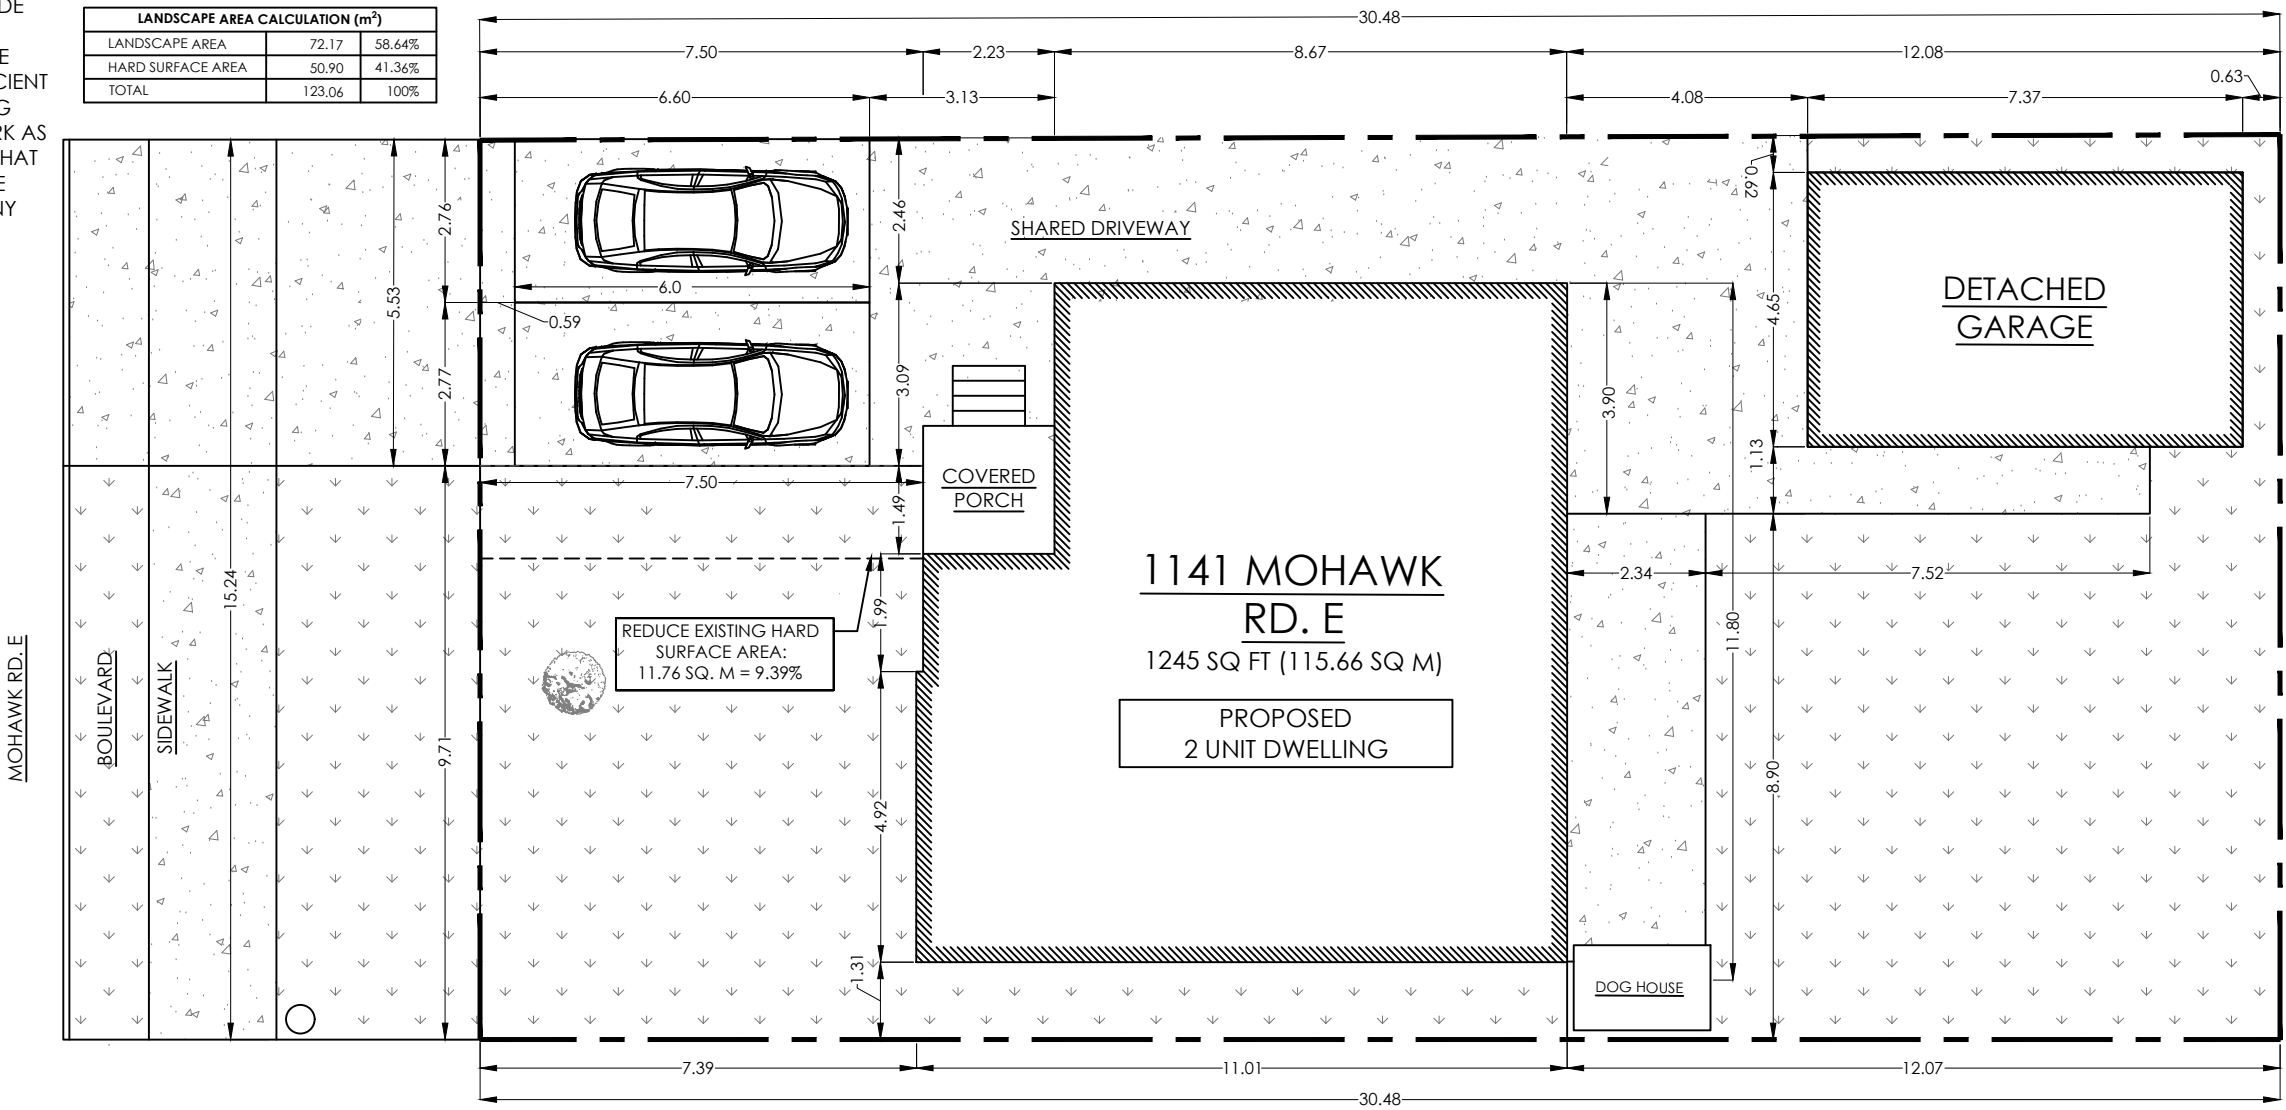 DE
E
CIENT
G
RK AS
HAT
E
NY
LANDSCAPE AREA CALCULATION (m²)
LANDSCAPE AREA 72.17 58.64%
HARD SURFACE AREA 50.90 41.36%
TOTAL 123.06 100%
30.48
7.50 2.23 8.67 12.08
6.60 3.13 4.08 7.37 0.63
2.76
5.53
2.77
0.59
6.0
2.46
3.09
SHARED DRIVEWAY
0.62
4.65
1.13
3.90
DETACHED
GARAGE
7.50
1.49
COVERED
PORCH
15.24
9.71
1.99
4.92
1.31
REDUCE EXISTING HARD
SURFACE AREA:
11.76 SQ. M = 9.39%
1141 MOHAWK
RD. E
1245 SQ FT (115.66 SQ M)
PROPOSED
2 UNIT DWELLING
2.34
7.52
11.80
8.90
DOG HOUSE
MOHAWK RD. E
BOULEVARD
SIDEWALK
7.39 11.01 12.07
30.48